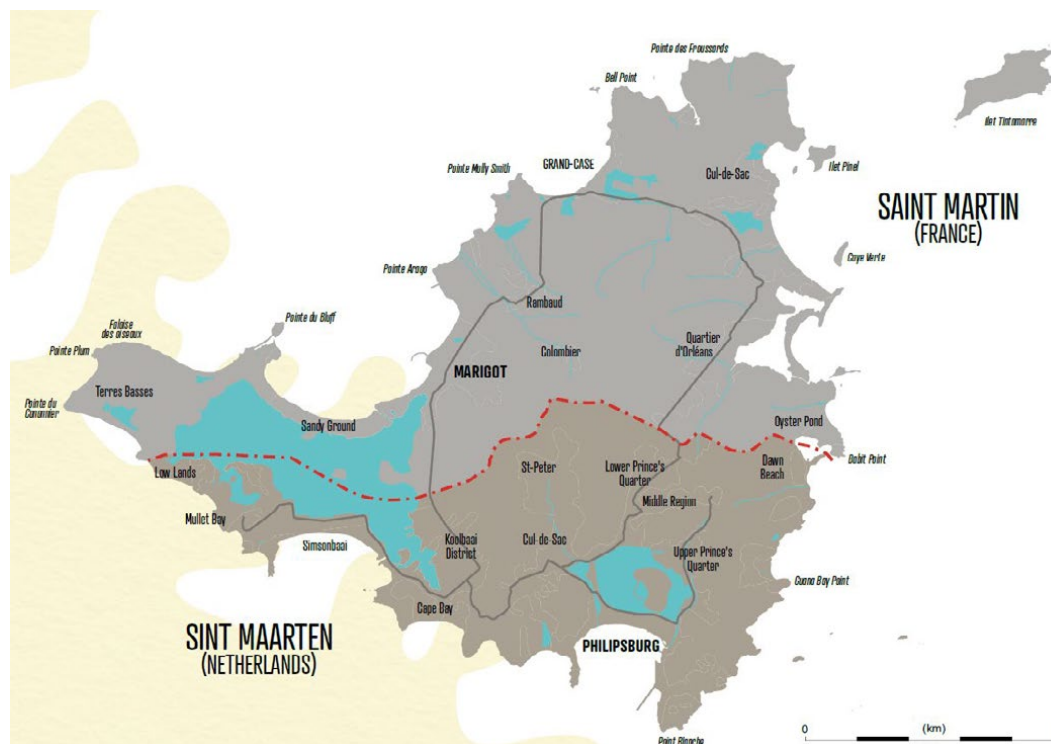 Pointe des Froussards
Bell Point
Ilet Tintamarre
GRAND-CASE
Pointe Molly Smith
Cul-de-Sac
Ilet Pinel
SAINT MARTIN
(FRANCE)
Caye Verte
Pointe Arago
Rambaud
Pointe du Bluff
Falaise
des oiseaux
Quartier
d'Orléans
Colombier
Pointe Plum
MARIGOT
Terres Basses
Pointe du
Canonnier
Sandy Ground
Oyster Pond
Babit Point
Low Lands
St-Peter
Lower Prince's
Quarter
Dawn
Beach
Middle Region
Mullet Bay
Simsonbaai
Koolbaai
District
Cul-de-Sac
Upper Prince's
Quarter
Guana Bay Point
Cape Bay
SINT MAARTEN
(NETHERLANDS)
PHILIPSBURG
Point Blanche
0 (km)